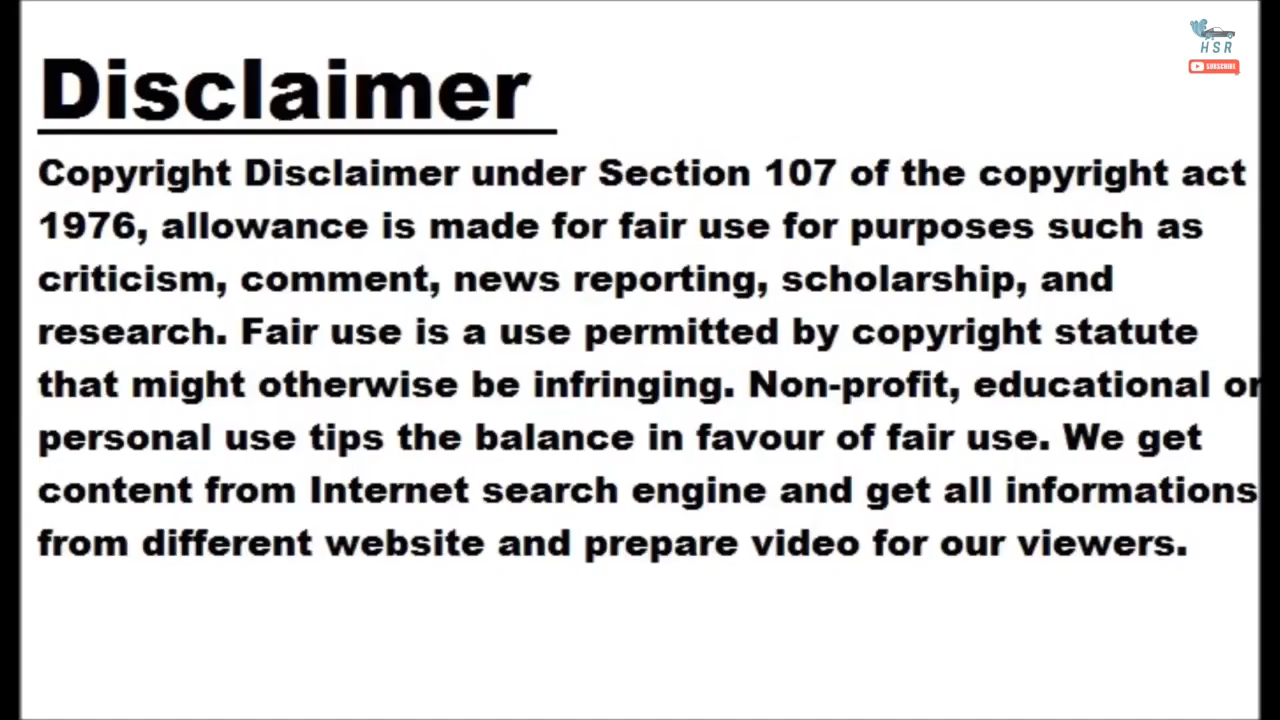 HSR
SUBSCRIBE
Disclaimer
Copyright Disclaimer under Section 107 of the copyright act
1976, allowance is made for fair use for purposes such as
criticism, comment, news reporting, scholarship, and
research. Fair use is a use permitted by copyright statute
that might otherwise be infringing. Non-profit, educational or
personal use tips the balance in favour of fair use. We get
content from Internet search engine and get all informations
from different website and prepare video for our viewers.